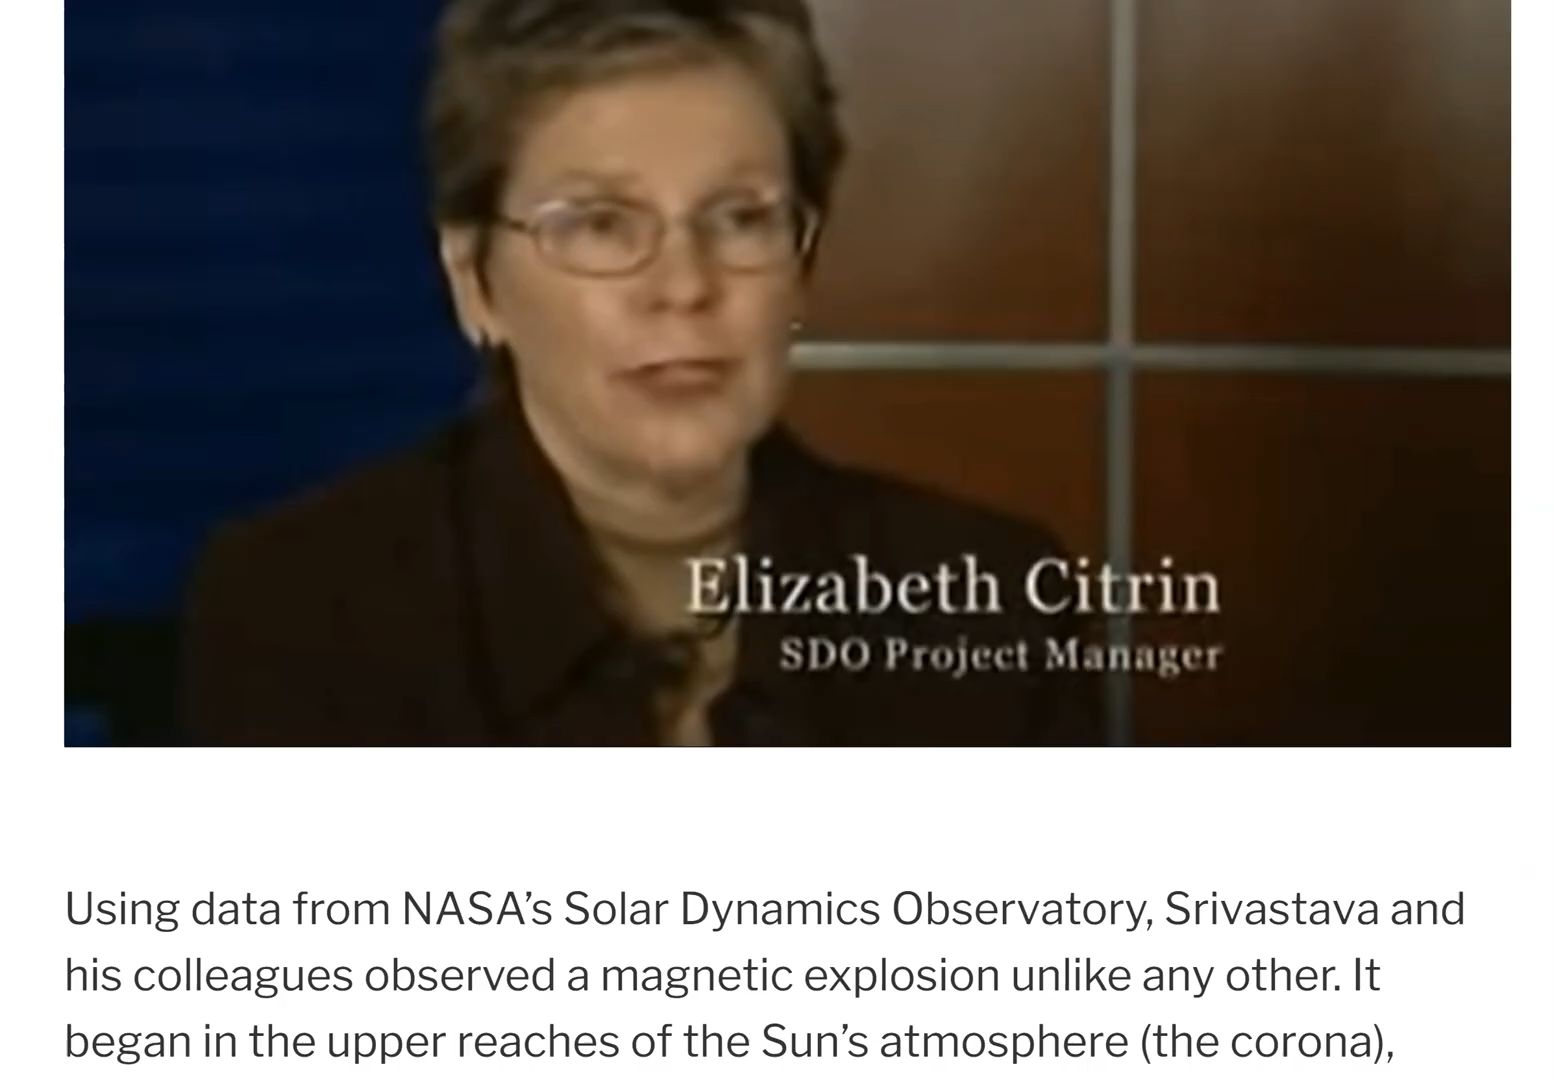 Elizabeth Citrin
SDO Project Manager
Using data from NASA’s Solar Dynamics Observatory, Srivastava and
his colleagues observed a magnetic explosion unlike any other. It
began in the upper reaches of the Sun’s atmosphere (the corona),